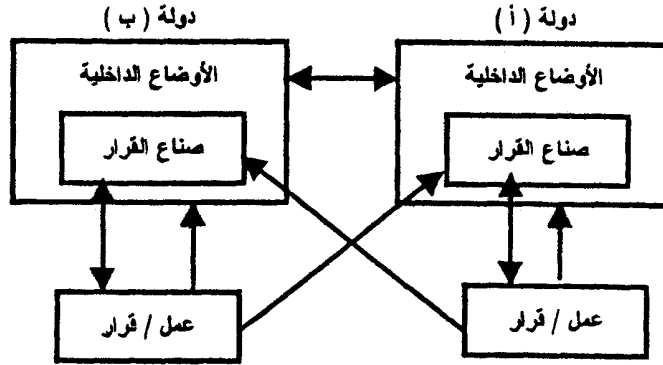 دولة ( أ )
دولة ( ب )
الأوضاع الداخلية
الأوضاع الداخلية
صناع القرار
صناع القرار
عمل / قرار
عمل / قرار